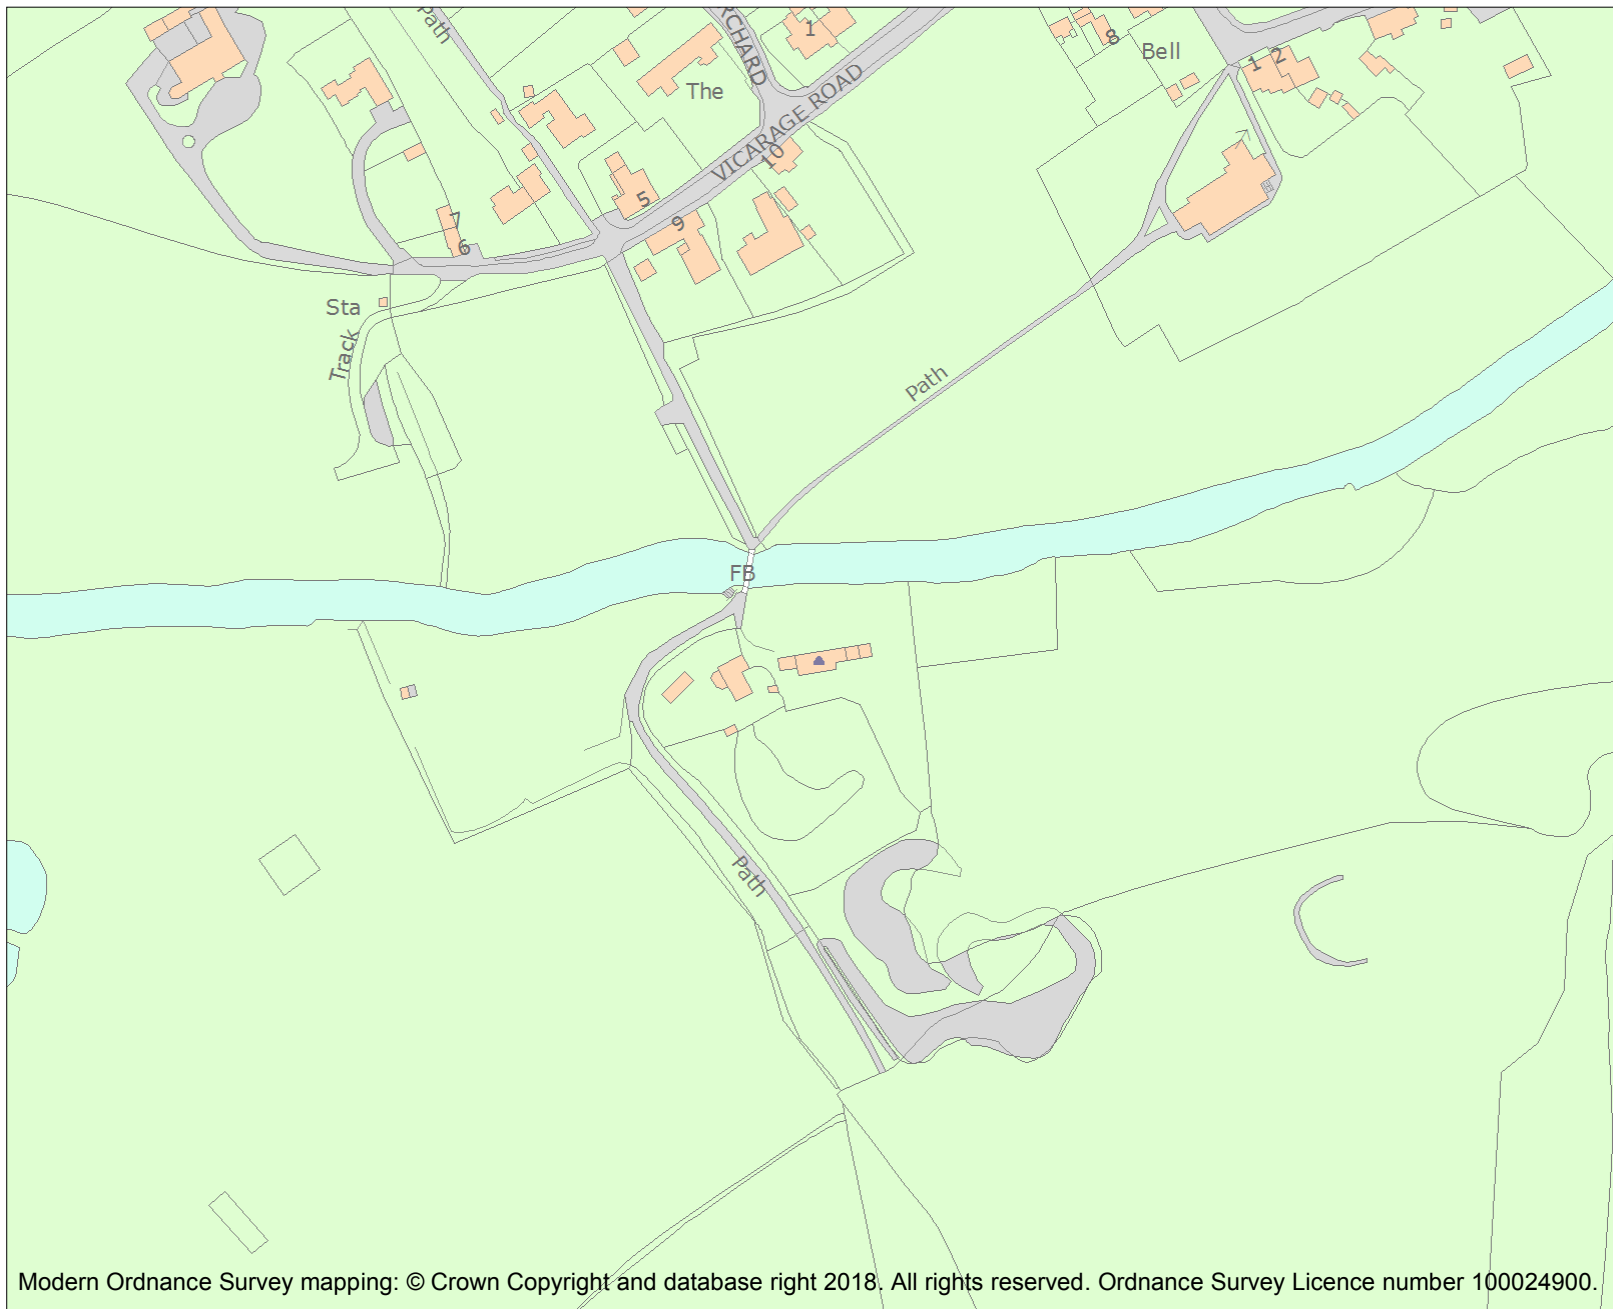 Path
RCHARD
1
The
VICARAGE ROAD
10
8
Bell
1 2
5
9
7
6
Sta
Track
Path
FB
Path
Modern Ordnance Survey mapping: © Crown Copyright and database right 2018. All rights reserved. Ordnance Survey Licence number 100024900.